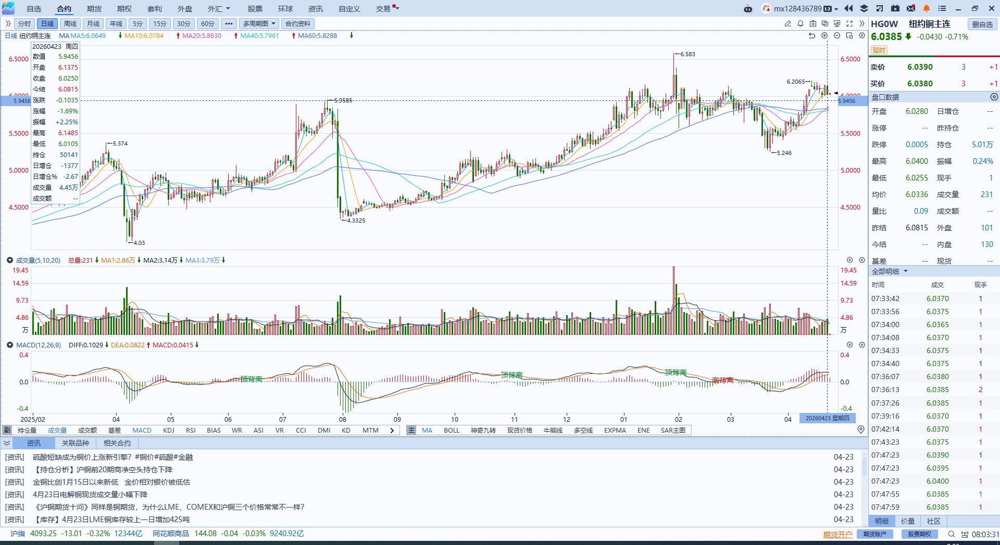 自选 合约 期货 期权 套利 外盘 外汇 股票 环球 资讯 自定义 交易 mx128436789 L2
分时 日线 周线 月线 年线 5分 15分 30分 60分 ••• 多周期图 合约资料
日线 纽约铜主连 MA MA5:6.0649 MA10:6.0784 MA20:5.8630 MA40:5.7961 MA60:5.8288
20260423 周四
数值 5.9456
开盘 6.1375
收盘 6.0250
今结 6.0815
涨跌 -0.1035
涨幅 -1.69%
振幅 +2.25%
最高 6.1485
最低 6.0105
持仓 50141
日增仓 -1377
日增仓% -2.67
成交量 4.45万
成交额 --
6.5000
6.0000
5.9456
5.5000
5.0000
4.5000
5.374
4.03
5.9585
4.3325
6.583
5.246
6.2065
6.5000
6.0000
5.9456
5.5000
5.0000
4.5000
成交量(5,10,20) 总量:231 MA1:2.86万 MA2:3.14万 MA3:3.79万
19.45 19.45
14.59 14.59
9.73 9.73
4.86 4.86
万 万
MACD(12,26,9) DIFF:0.1029 DEA:0.0822 MACD:0.0415
0.4 0.4
顶背离 顶背离 顶背离 底背离
0.0 0.0
-0.4 -0.4
2025/02 04 05 06 07 08 09 10 11 12 01 02 03 04 20260423 星期四
副 持仓量 成交量 成交额 基差 MACD KDJ RSI BIAS WR ASI VR CCI DMI KD MTM 主 MA BOLL 神奇九转 现货价格 牛熊线 多空线 EXPMA ENE SAR主图
资讯 关联品种 相关合约
[资讯] 硫酸短缺成为铜价上涨新引擎? #铜价#硫酸#金融 04-23
[资讯] 【持仓分析】沪铜前20期商净空头持仓下降 04-23
[资讯] 金铜比创1月15日以来新低 金价相对银价被低估 04-23
[资讯] 4月23日电解铜现货成交量小幅下降 04-23
[资讯] 《沪铜期货十问》同样是铜期货，为什么LME、COMEX和沪铜三个价格常常不一样? 04-23
[资讯] 【库存】4月23日LME铜库存较上一日增加425吨 04-23
HG0W 纽约铜主连 删自选
6.0385 -0.0430 -0.71%
延时
卖价 6.0390 3 +1
买价 6.0380 3 +1
盘口数据
开盘 6.0280 日增仓 --
涨停 -- 昨持仓 --
跌停 0.0005 持仓 5.01万
最高 6.0400 振幅 0.24%
最低 6.0255 现手 1
均价 6.0336 成交量 231
量比 0.09 成交额 --
昨结 6.0815 外盘 101
今结 -- 内盘 130
基差 -- 现货 --
全部明细
时间 成交 现手
07:33:42 6.0370 1
07:33:56 6.0375 1
07:34:00 6.0365 1
07:34:08 6.0370 1
07:34:33 6.0375 1
07:34:40 6.0375 1
07:36:07 6.0380 1
07:36:13 6.0385 2
07:37:26 6.0385 1
07:39:16 6.0370 1
07:42:14 6.0370 1
07:43:23 6.0375 1
07:47:23 6.0390 1
07:47:23 6.0395 1
07:47:23 6.0400 1
07:47:55 6.0385 1
07:47:59 6.0385 1
明细 价量 社区
沪指 4093.25 -13.01 -0.32% 12344亿 同花顺商品 144.08 -0.04 -0.03% 9240.92亿 期货开户 期货账户 股票期权 08:03:31